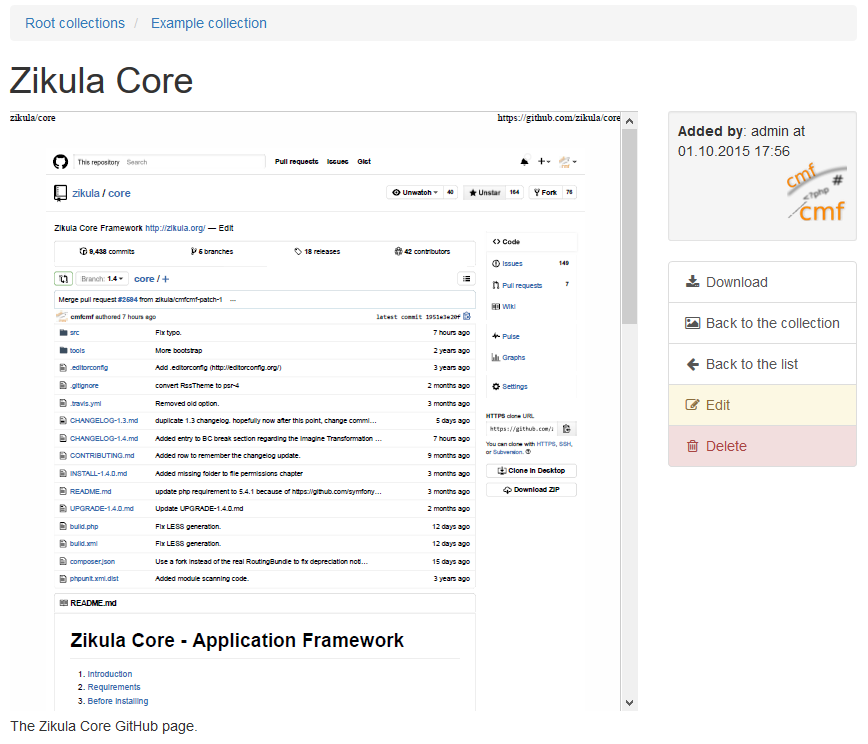 Root collections / Example collection
Zikula Core
zikula/core https://github.com/zikula/core
This repository Search Pull requests Issues Gist
zikula / core Unwatch 40 Unstar 164 Fork 76
Zikula Core Framework http://zikula.org/ — Edit
9,438 commits 5 branches 18 releases 42 contributors
Branch: 1.4 core / +
Merge pull request #2594 from zikula/cmfcmf-patch-1 ...
cmfcmf authored 7 hours ago latest commit 1951e3e20f
src Fix typo. 7 hours ago
tools More bootstrap 2 years ago
.editorconfig Add .editorconfig (http://editorconfig.org/) 3 years ago
.gitignore convert RssTheme to psr-4 2 months ago
.travis.yml Removed old option. 3 months ago
CHANGELOG-1.3.md duplicate 1.3 changelog. hopefully now after this point, change commi... 5 days ago
CHANGELOG-1.4.md Added entry to BC break section regarding the Imagine Transformation ... 7 hours ago
CONTRIBUTING.md Added row to remember the changelog update. 9 months ago
INSTALL-1.4.0.md Added missing folder to file permissions chapter 3 months ago
README.md update php requirement to 5.4.1 because of https://github.com/symfony... 3 months ago
UPGRADE-1.4.0.md Update UPGRADE-1.4.0.md 2 months ago
build.php Fix LESS generation. 12 days ago
build.xml Fix LESS generation. 12 days ago
composer.json Use a fork instead of the real RoutingBundle to fix depreciation noti... 15 days ago
phpunit.xml.dist Added module scanning code. 3 years ago
README.md
Zikula Core - Application Framework
1. Introduction
2. Requirements
3. Before installing
Code
Issues 149
Pull requests 7
Wiki
Pulse
Graphs
Settings
HTTPS clone URL
https://github.com/z
You can clone with HTTPS, SSH,
or Subversion.
Clone in Desktop
Download ZIP
The Zikula Core GitHub page.
Added by: admin at
01.10.2015 17:56
cmf #
<?php
cmf
Download
Back to the collection
Back to the list
Edit
Delete